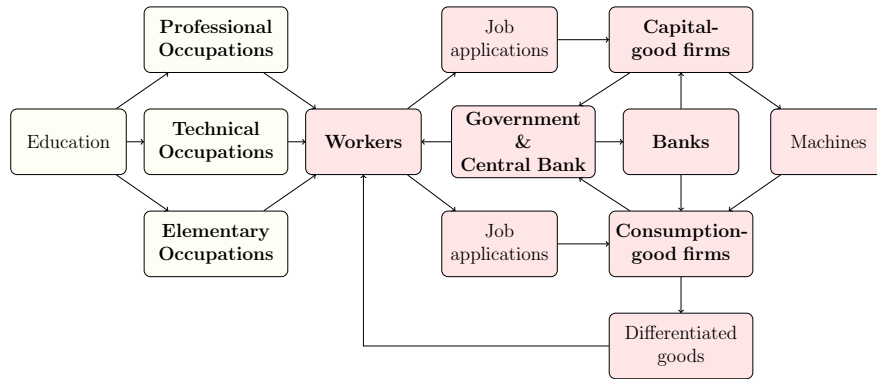 Professional
Occupations
Job
applications
Capital-
good firms
Education
Technical
Occupations
Workers
Government
&
Central Bank
Banks
Machines
Elementary
Occupations
Job
applications
Consumption-
good firms
Differentiated
goods